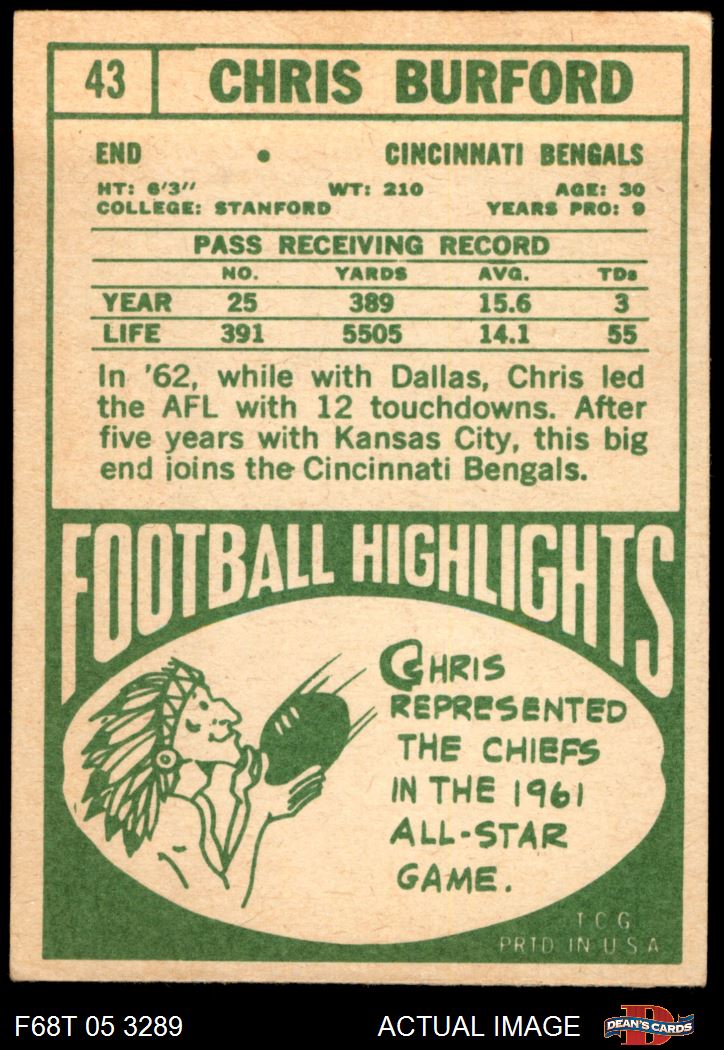 43 CHRIS BURFORD
END • CINCINNATI BENGALS
HT: 6'3" WT: 210 AGE: 30
COLLEGE: STANFORD YEARS PRO: 9
PASS RECEIVING RECORD
NO. YARDS AVG. TDs
YEAR 25 389 15.6 3
LIFE 391 5505 14.1 55
In '62, while with Dallas, Chris led
the AFL with 12 touchdowns. After
five years with Kansas City, this big
end joins the Cincinnati Bengals.
FOOTBALL HIGHLIGHTS
CHRIS
REPRESENTED
THE CHIEFS
IN THE 1961
ALL-STAR
GAME.
T C G
PRTD IN U S A
F68T 05 3289 ACTUAL IMAGE D DEAN'S CARDS